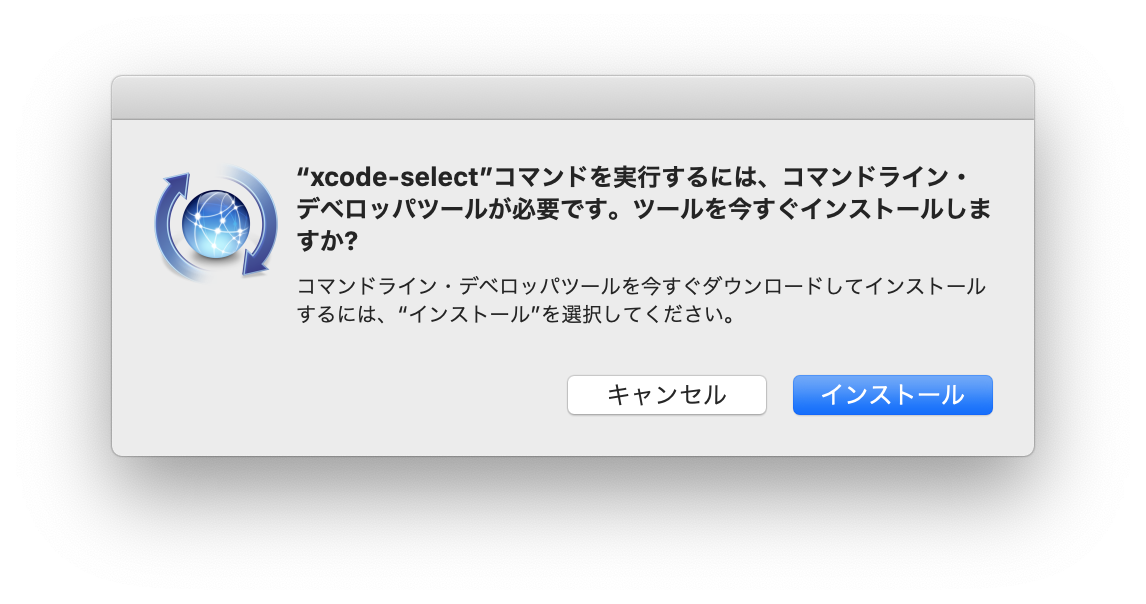 “xcode-select”コマンドを実行するには、コマンドライン・
デベロッパツールが必要です。ツールを今すぐインストールしま
すか?
コマンドライン・デベロッパツールを今すぐダウンロードしてインストール
するには、“インストール”を選択してください。
キャンセル
インストール